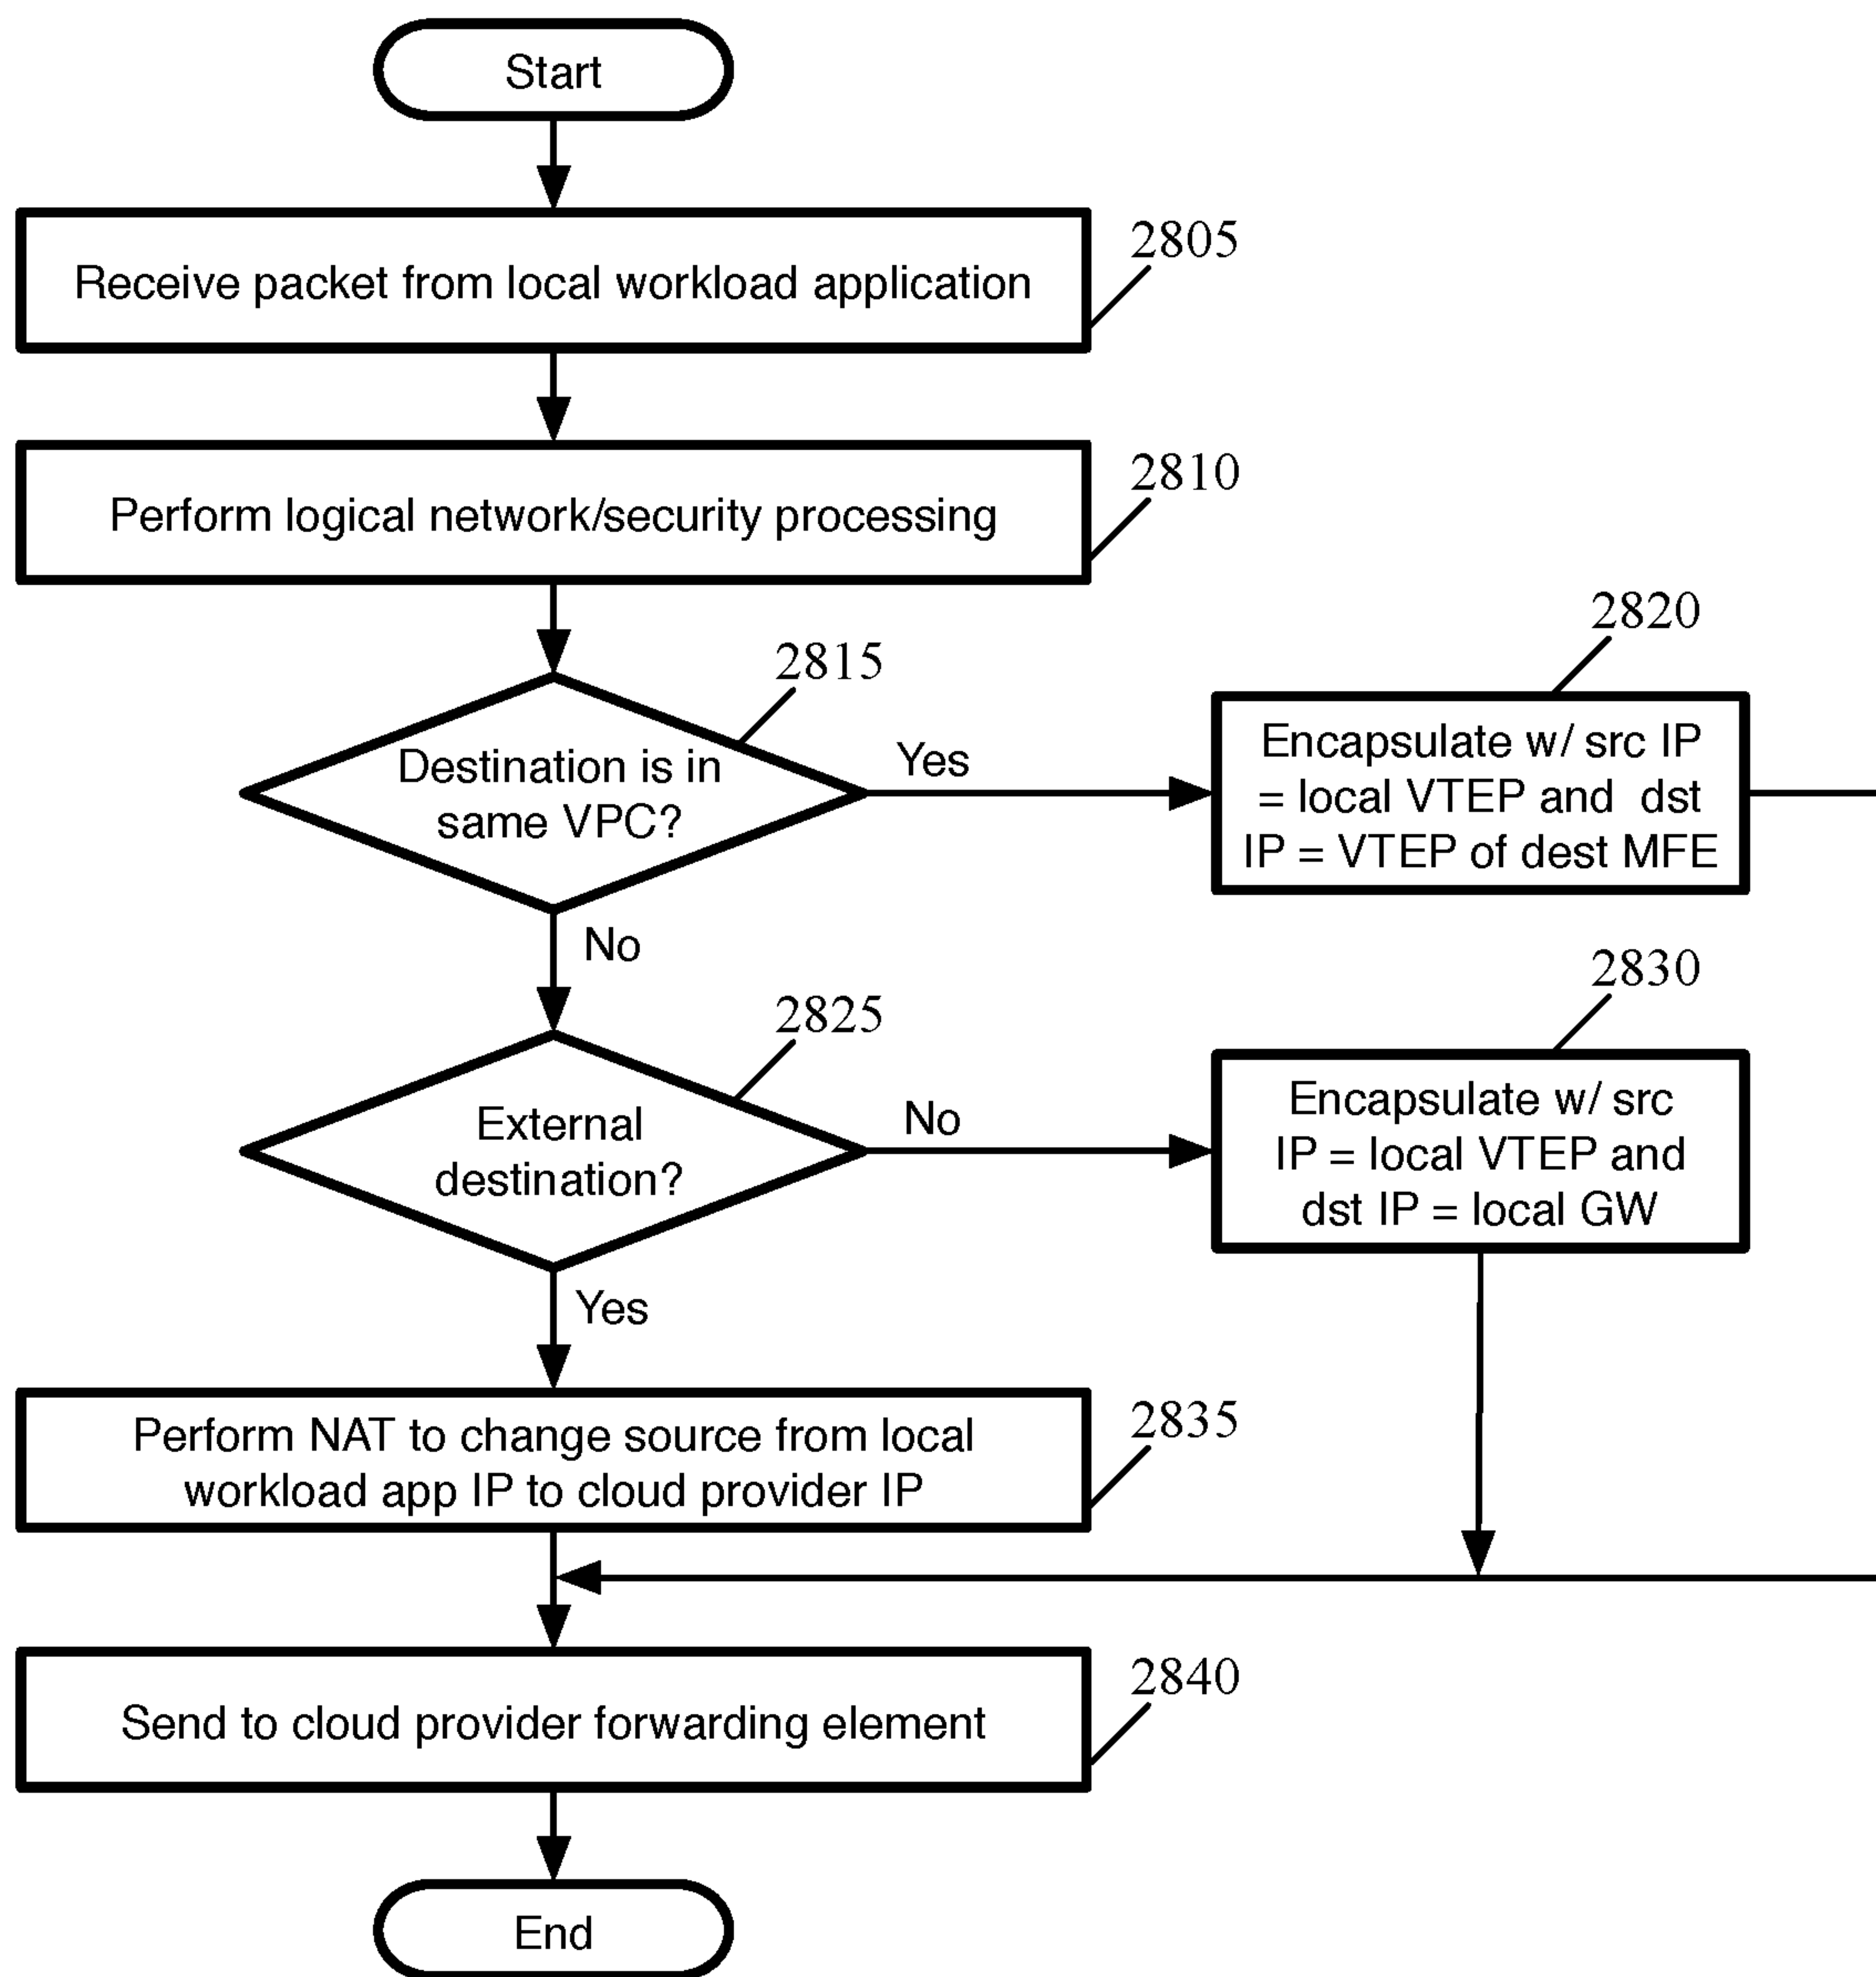 Start
2805
Receive packet from local workload application
2810
Perform logical network/security processing
2815
Destination is in
same VPC?
Yes
2820
Encapsulate w/ src IP
= local VTEP and dst
IP = VTEP of dest MFE
No
2825
External
destination?
No
2830
Encapsulate w/ src
IP = local VTEP and
dst IP = local GW
Yes
2835
Perform NAT to change source from local
workload app IP to cloud provider IP
2840
Send to cloud provider forwarding element
End